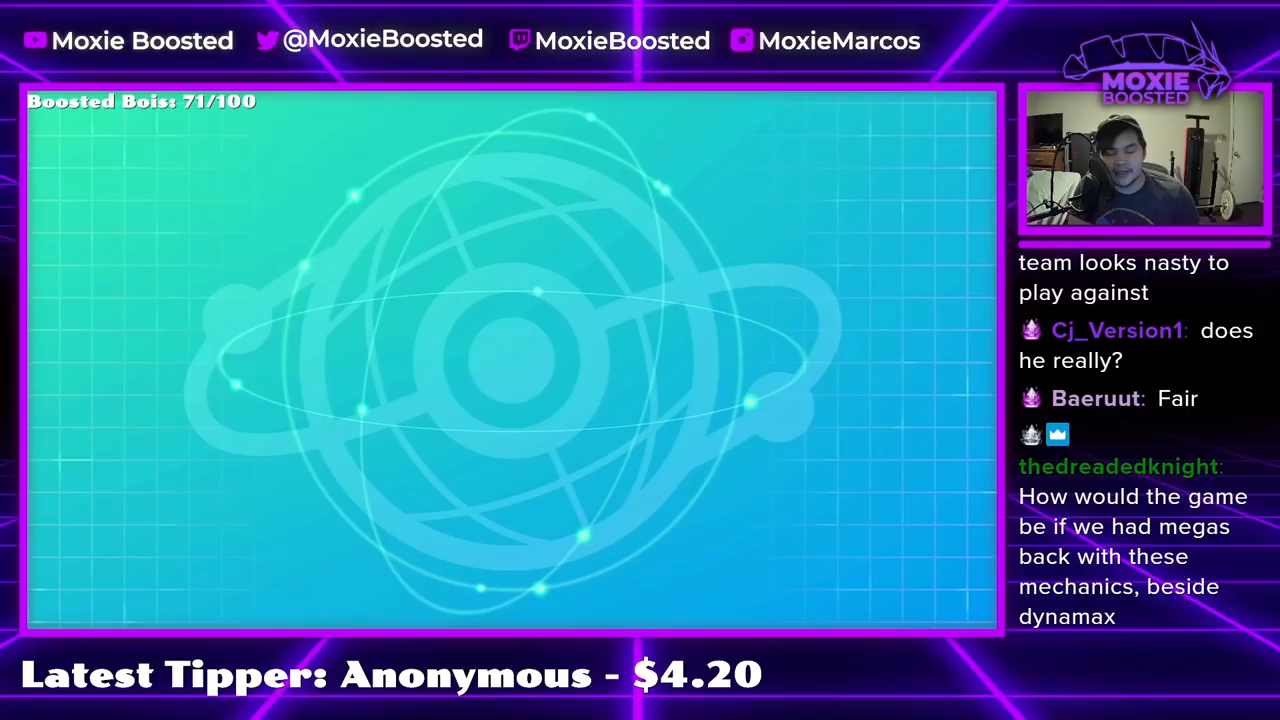 Moxie Boosted @MoxieBoosted MoxieBoosted MoxieMarcos
MOXIE
BOOSTED
Boosted Bois: 71/100
team looks nasty to
play against
Cj_Version1: does
he really?
Baeruut: Fair
thedreadedknight:
How would the game
be if we had megas
back with these
mechanics, beside
dynamax
Latest Tipper: Anonymous - $4.20